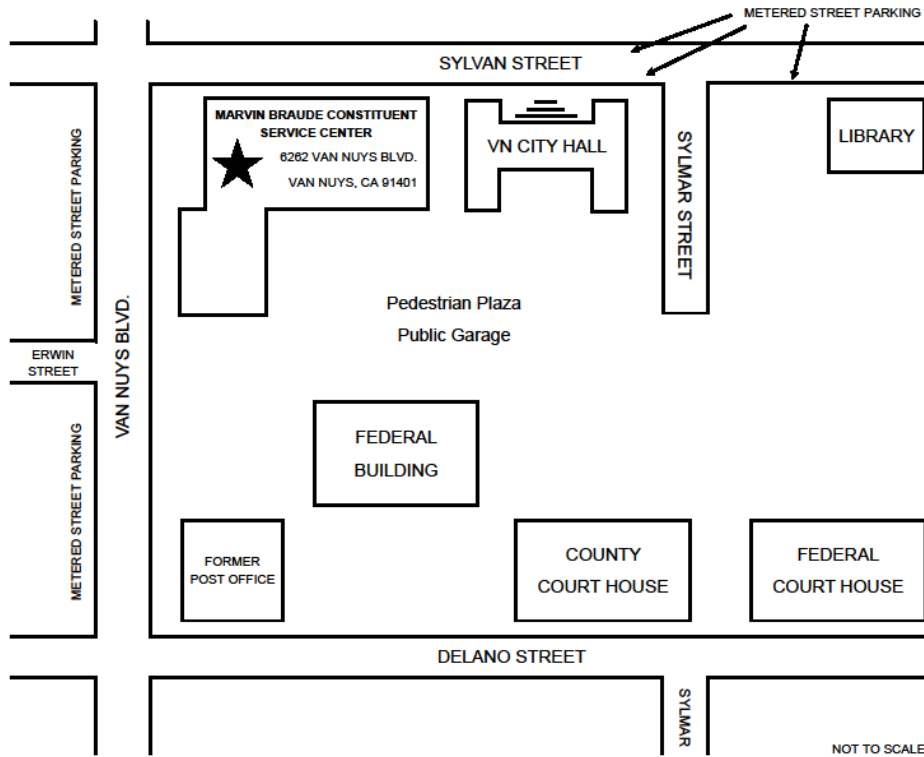 METERED STREET PARKING
SYLVAN STREET
MARVIN BRAUDE CONSTITUENT
SERVICE CENTER
6262 VAN NUYS BLVD.
VAN NUYS, CA 91401
VN CITY HALL
SYLMAR STREET
LIBRARY
METERED STREET PARKING
Pedestrian Plaza
Public Garage
VAN NUYS BLVD.
ERWIN
STREET
FEDERAL
BUILDING
METERED STREET PARKING
FORMER
POST OFFICE
COUNTY
COURT HOUSE
FEDERAL
COURT HOUSE
DELANO STREET
SYLMAR
NOT TO SCALE